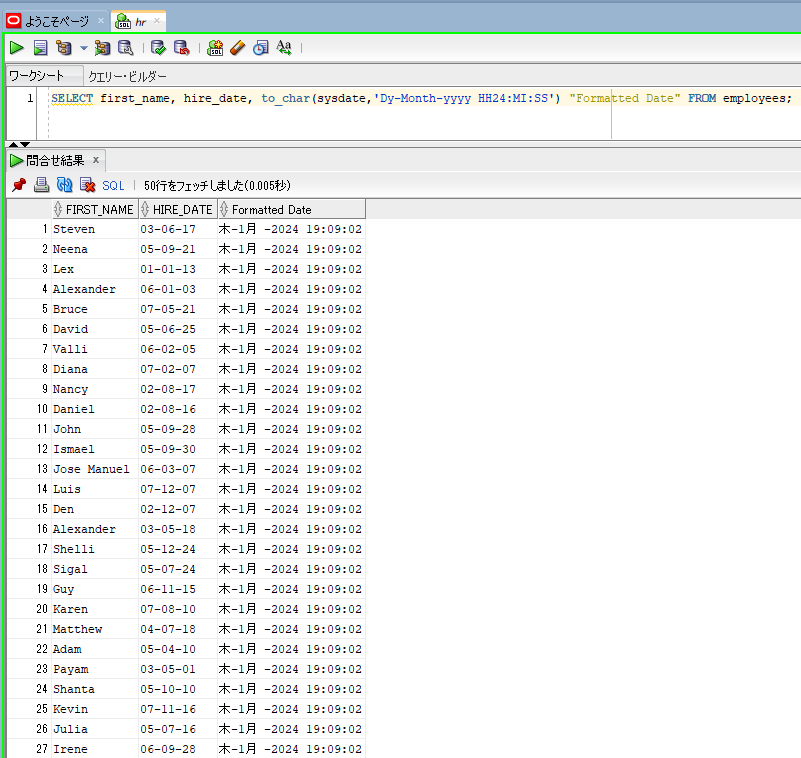 ようこそページ × hr ×
SQL Aa
ワークシート クエリー・ビルダー
1 SELECT first_name, hire_date, to_char(sysdate,'Dy-Month-yyyy HH24:MI:SS') "Formatted Date" FROM employees;
問合せ結果 ×
SQL | 50行をフェッチしました(0.005秒)
FIRST_NAME HIRE_DATE Formatted Date
1 Steven 03-06-17 木-1月 -2024 19:09:02
2 Neena 05-09-21 木-1月 -2024 19:09:02
3 Lex 01-01-13 木-1月 -2024 19:09:02
4 Alexander 06-01-03 木-1月 -2024 19:09:02
5 Bruce 07-05-21 木-1月 -2024 19:09:02
6 David 05-06-25 木-1月 -2024 19:09:02
7 Valli 06-02-05 木-1月 -2024 19:09:02
8 Diana 07-02-07 木-1月 -2024 19:09:02
9 Nancy 02-08-17 木-1月 -2024 19:09:02
10 Daniel 02-08-16 木-1月 -2024 19:09:02
11 John 05-09-28 木-1月 -2024 19:09:02
12 Ismael 05-09-30 木-1月 -2024 19:09:02
13 Jose Manuel 06-03-07 木-1月 -2024 19:09:02
14 Luis 07-12-07 木-1月 -2024 19:09:02
15 Den 02-12-07 木-1月 -2024 19:09:02
16 Alexander 03-05-18 木-1月 -2024 19:09:02
17 Shelli 05-12-24 木-1月 -2024 19:09:02
18 Sigal 05-07-24 木-1月 -2024 19:09:02
19 Guy 06-11-15 木-1月 -2024 19:09:02
20 Karen 07-08-10 木-1月 -2024 19:09:02
21 Matthew 04-07-18 木-1月 -2024 19:09:02
22 Adam 05-04-10 木-1月 -2024 19:09:02
23 Payam 03-05-01 木-1月 -2024 19:09:02
24 Shanta 05-10-10 木-1月 -2024 19:09:02
25 Kevin 07-11-16 木-1月 -2024 19:09:02
26 Julia 05-07-16 木-1月 -2024 19:09:02
27 Irene 06-09-28 木-1月 -2024 19:09:02